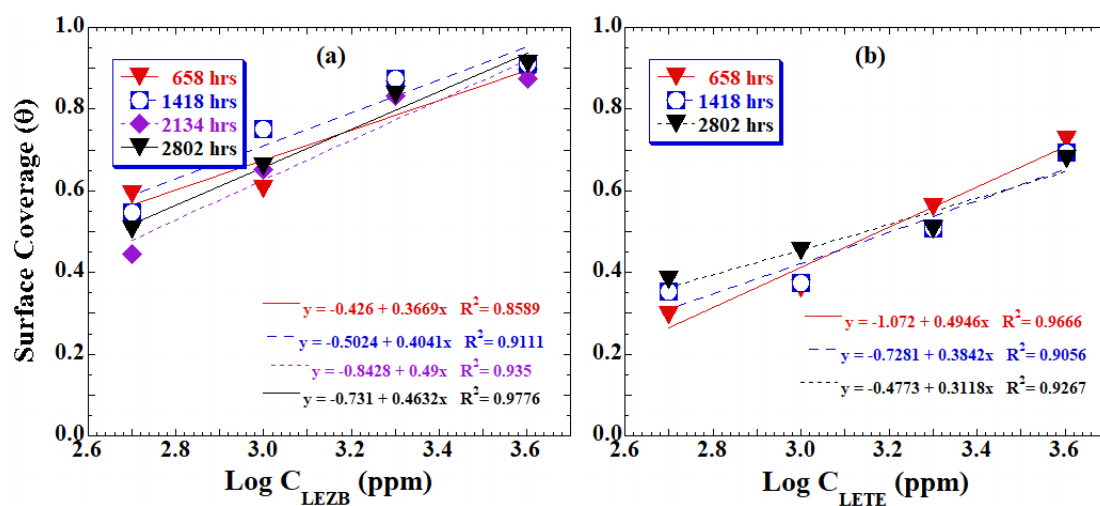 Surface Coverage (θ)
1.0
0.8
0.6
0.4
0.2
0.0
(a)
658 hrs
1418 hrs
2134 hrs
2802 hrs
y = -0.426 + 0.3669x R² = 0.8589
y = -0.5024 + 0.4041x R² = 0.9111
y = -0.8428 + 0.49x R² = 0.935
y = -0.731 + 0.4632x R² = 0.9776
2.6 2.8 3.0 3.2 3.4 3.6
Log C_LEZB (ppm)
1.0
0.8
0.6
0.4
0.2
0.0
(b)
658 hrs
1418 hrs
2802 hrs
y = -1.072 + 0.4946x R² = 0.9666
y = -0.7281 + 0.3842x R² = 0.9056
y = -0.4773 + 0.3118x R² = 0.9267
2.6 2.8 3.0 3.2 3.4 3.6
Log C_LETE (ppm)